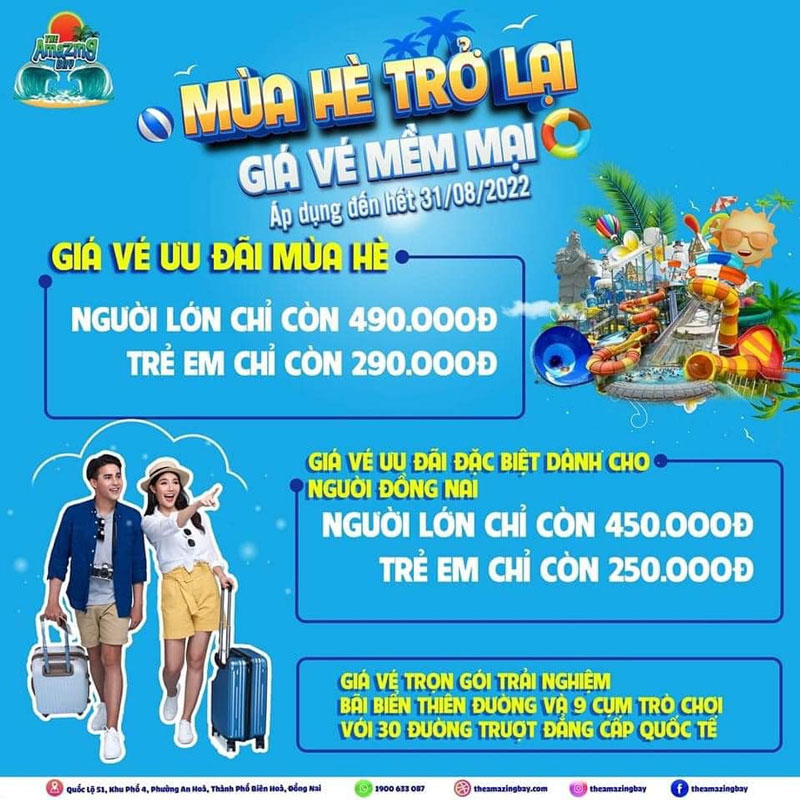 THE
Amazing
BAY
MÙA HÈ TRỞ LẠI
GIÁ VÉ MỀM MẠI
Áp dụng đến hết 31/08/2022
GIÁ VÉ ƯU ĐÃI MÙA HÈ
NGƯỜI LỚN CHỈ CÒN 490.000Đ
TRẺ EM CHỈ CÒN 290.000Đ
GIÁ VÉ ƯU ĐÃI ĐẶC BIỆT DÀNH CHO
NGƯỜI ĐỒNG NAI
NGƯỜI LỚN CHỈ CÒN 450.000Đ
TRẺ EM CHỈ CÒN 250.000Đ
GIÁ VÉ TRỌN GÓI TRẢI NGHIỆM
BÃI BIỂN THIÊN ĐƯỜNG VÀ 9 CỤM TRÒ CHƠI
VỚI 30 ĐƯỜNG TRƯỢT ĐẲNG CẤP QUỐC TẾ
Quốc Lộ 51, Khu Phố 4, Phường An Hoà, Thành Phố Biên Hoà, Đồng Nai 1900 633 087 theamazingbay.com theamazingbay theamazingbay